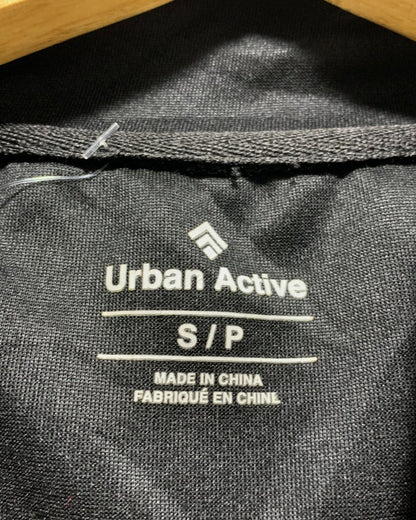 Urban Active
S / P
MADE IN CHINA
FABRIQUÉ EN CHINE